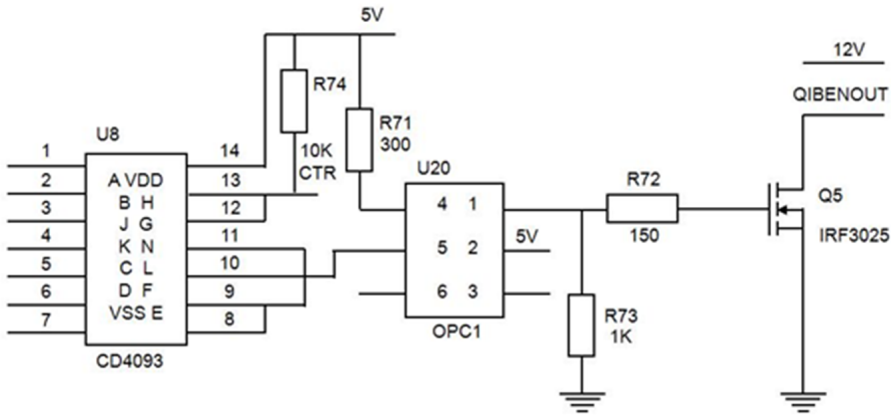 5V
12V
R74
QIBENOUT
R71
300
10K
CTR
U8
U20
1
14
2
A VDD
13
3
B H
12
4
J G
11
5
K N
10
6
C L
9
7
D F
8
VSS E
CD4093
4 1
5 2
6 3
5V
OPC1
R72
150
Q5
IRF3025
R73
1K